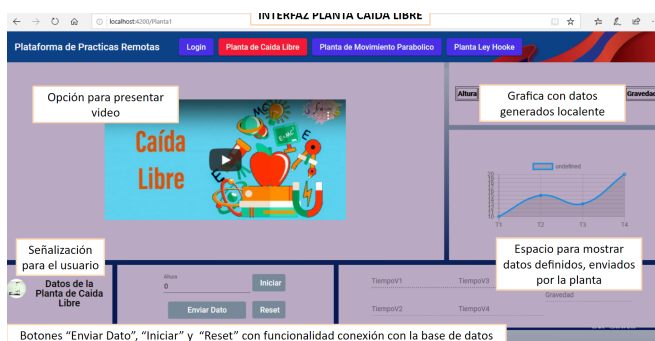 INTERFAZ PLANTA CAIDA LIBRE
localhost:4200/Planta1
Plataforma de Practicas Remotas
Login
Planta de Caida Libre
Planta de Movimiento Parabolico
Planta Ley Hooke
Opción para presentar
video
Caída
Libre
Altura
Gravedad
Grafica con datos
generados localente
undefined
T1 T2 T3 T4
Señalización
para el usuario
Espacio para mostrar
datos definidos, enviados
por la planta
Datos de la
Planta de Caida
Libre
Altura
0
Iniciar
Enviar Dato
Reset
TiempoV1
TiempoV3
Gravedad
TiempoV2
TiempoV4
Botones “Enviar Dato”, “Iniciar” y “Reset” con funcionalidad conexión con la base de datos